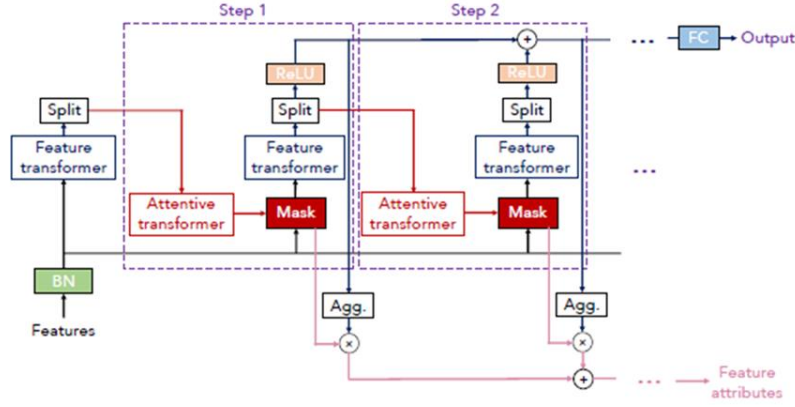 Step 1
Step 2
FC
Output
...
ReLU
ReLU
Split
Split
Split
Feature
transformer
Feature
transformer
Feature
transformer
...
Attentive
transformer
Mask
Attentive
transformer
Mask
BN
Features
Agg.
Agg.
×
×
+
+
...
Feature
attributes